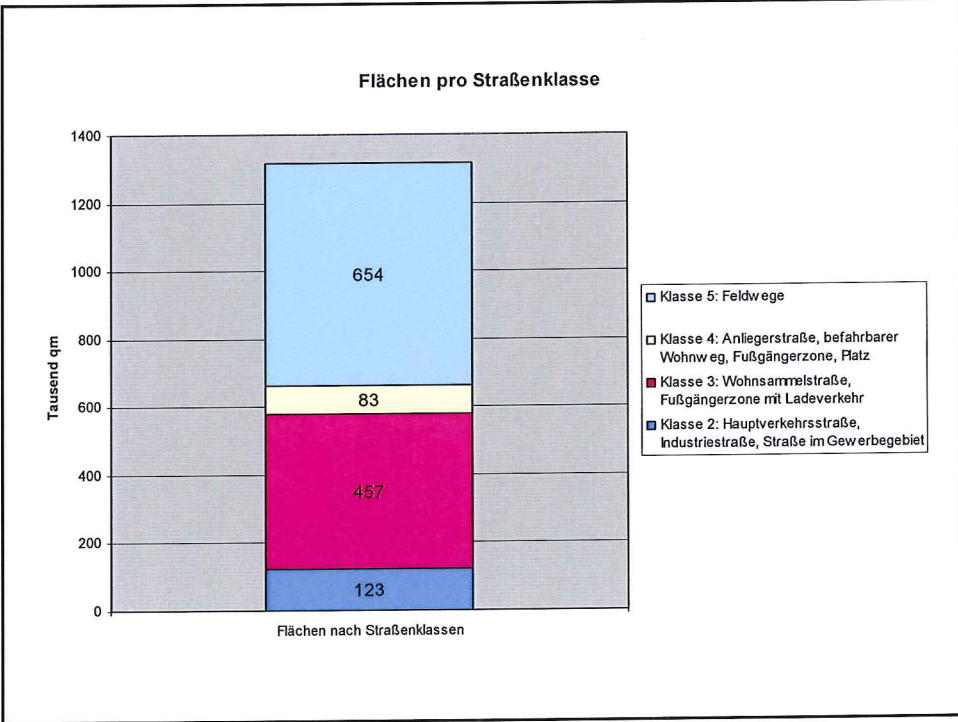 Flächen pro Straßenklasse
1400
1200
1000
800
600
400
200
0
Tausend qm
654
83
457
123
Flächen nach Straßenklassen
Klasse 5: Feldwege
Klasse 4: Anliegerstraße, befahrbarer
Wohnweg, Fußgängerzone, Platz
Klasse 3: Wohnsammelstraße,
Fußgängerzone mit Ladeverkehr
Klasse 2: Hauptverkehrsstraße,
Industriestraße, Straße im Gewerbegebiet